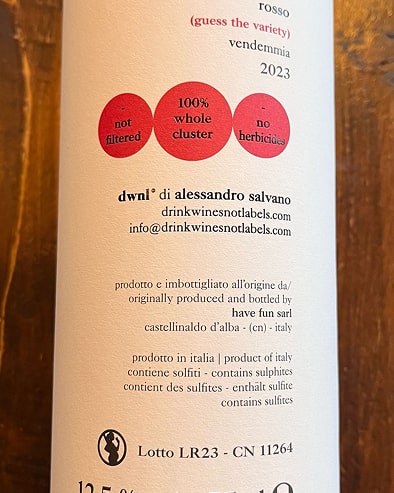 rosso
(guess the variety)
vendemmia
2023
- not filtered
100% whole cluster
- no herbicides
dwnl° di alessandro salvano
drinkwinesnotlabels.com
info@drinkwinesnotlabels.com
prodotto e imbottigliato all'origine da/
originally produced and bottled by
have fun sarl
castellinaldo d'alba - (cn) - italy
prodotto in italia | product of italy
contiene solfiti - contains sulphites
contient des sulfites - enthält sulfite
contains sulfites
Lotto LR23 - CN 11264